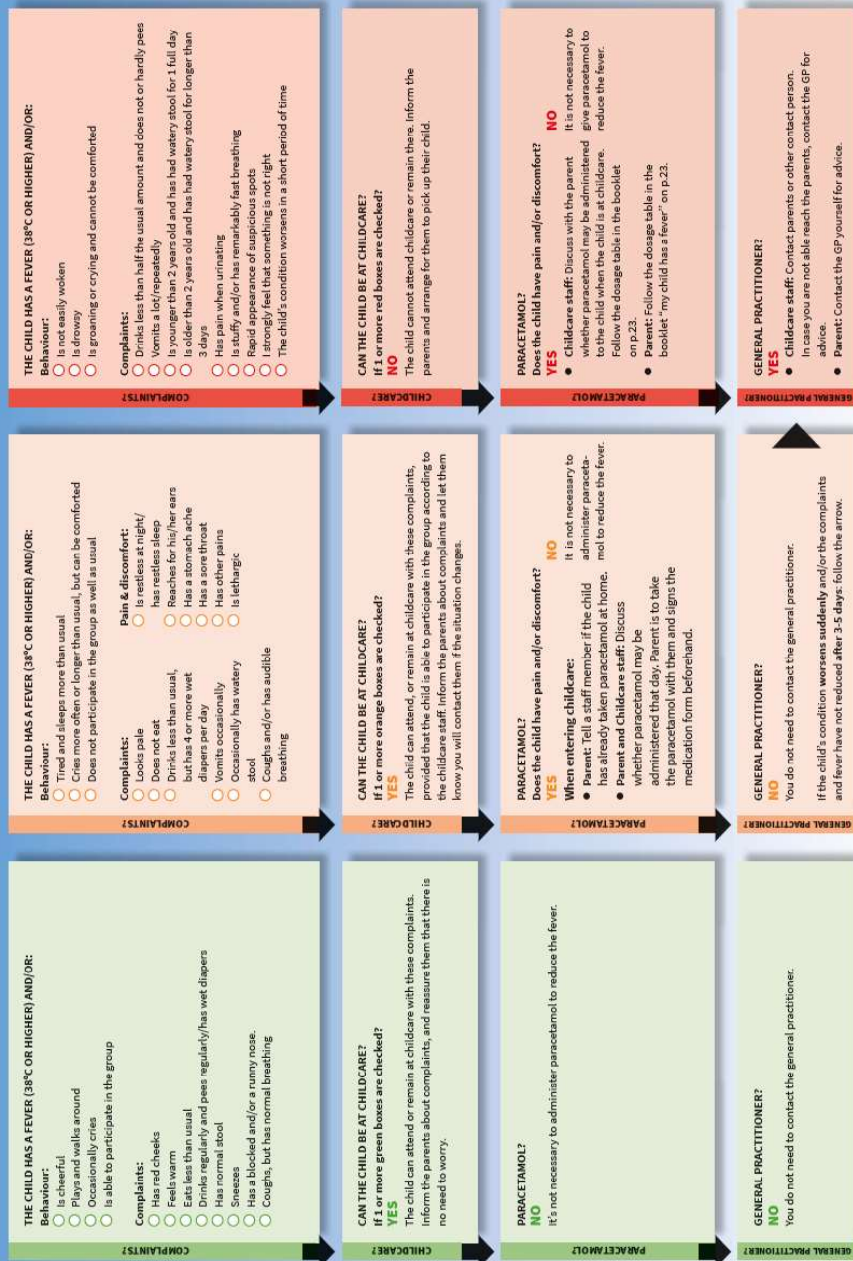 THE CHILD HAS A FEVER (38°C OR HIGHER) AND/OR:
Behaviour:
Is cheerful
Plays and walks around
Occasionally cries
Is able to participate in the group
Complaints:
Has red cheeks
Feels warm
Eats less than usual
Drinks regularly and pees regularly/has wet diapers
Has normal stool
Sneezes
Has a blocked and/or a runny nose.
Coughs, but has normal breathing
COMPLAINTS?
CAN THE CHILD BE AT CHILDCARE?
If 1 or more green boxes are checked?
YES
The child can attend or remain at childcare with these complaints.
Inform the parents about complaints, and reassure them that there is
no need to worry.
CHILDCARE?
PARACETAMOL?
NO
It's not necessary to administer paracetamol to reduce the fever.
PARACETAMOL?
GENERAL PRACTITIONER?
NO
You do not need to contact the general practitioner.
GENERAL PRACTITIONER?
THE CHILD HAS A FEVER (38°C OR HIGHER) AND/OR:
Behaviour:
Tired and sleeps more than usual
Cries more often or longer than usual, but can be comforted
Does not participate in the group as well as usual
Complaints:
Looks pale
Does not eat
Drinks less than usual,
but has 4 or more wet
diapers per day
Vomits occasionally
Occasionally has watery
stool
Coughs and/or has audible
breathing
Pain & discomfort:
Is restless at night/
has restless sleep
Reaches for his/her ears
Has a stomach ache
Has a sore throat
Has other pains
Is lethargic
COMPLAINTS?
CAN THE CHILD BE AT CHILDCARE?
If 1 or more orange boxes are checked?
YES
The child can attend, or remain at childcare with these complaints,
provided that the child is able to participate in the group according to
the childcare staff. Inform the parents about complaints and let them
know you will contact them if the situation changes.
CHILDCARE?
PARACETAMOL?
Does the child have pain and/or discomfort?
YES
When entering childcare:
● Parent: Tell a staff member if the child
has already taken paracetamol at home.
● Parent and Childcare staff: Discuss
whether paracetamol may be
administered that day. Parent is to take
the paracetamol with them and signs the
medication form beforehand.
NO
It is not necessary to
administer paraceta-
mol to reduce the fever.
PARACETAMOL?
GENERAL PRACTITIONER?
NO
You do not need to contact the general practitioner.
If the child's condition worsens suddenly and/or the complaints
and fever have not reduced after 3-5 days: follow the arrow.
GENERAL PRACTITIONER?
THE CHILD HAS A FEVER (38°C OR HIGHER) AND/OR:
Behaviour:
Is not easily woken
Is drowsy
Is groaning or crying and cannot be comforted
Complaints:
Drinks less than half the usual amount and does not or hardly pees
Vomits a lot/repeatedly
Is younger than 2 years old and has had watery stool for 1 full day
Is older than 2 years old and has had watery stool for longer than
3 days
Has pain when urinating
Is stuffy and/or has remarkably fast breathing
Rapid appearance of suspicious spots
I strongly feel that something is not right
The child's condition worsens in a short period of time
COMPLAINTS?
CAN THE CHILD BE AT CHILDCARE?
If 1 or more red boxes are checked?
NO
The child cannot attend childcare or remain there. Inform the
parents and arrange for them to pick up their child.
CHILDCARE?
PARACETAMOL?
Does the child have pain and/or discomfort?
YES
● Childcare staff: Discuss with the parent
whether paracetamol may be administered
to the child when the child is at childcare.
Follow the dosage table in the booklet
on p.23.
● Parent: Follow the dosage table in the
booklet "my child has a fever" on p.23.
NO
It is not necessary to
give paracetamol to
reduce the fever.
PARACETAMOL?
GENERAL PRACTITIONER?
YES
● Childcare staff: Contact parents or other contact person.
In case you are not able reach the parents, contact the GP for
advice.
● Parent: Contact the GP yourself for advice.
GENERAL PRACTITIONER?